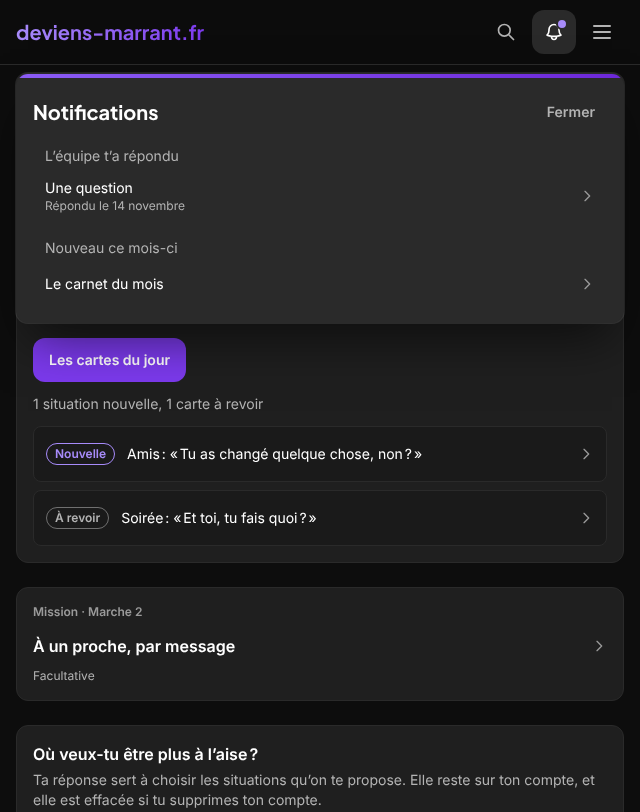 deviens-marrant.fr
Notifications
Fermer
L’équipe t’a répondu
Une question
Répondu le 14 novembre
Nouveau ce mois-ci
Le carnet du mois
Les cartes du jour
1 situation nouvelle, 1 carte à revoir
Nouvelle
Amis : « Tu as changé quelque chose, non ? »
À revoir
Soirée : « Et toi, tu fais quoi ? »
Mission · Marche 2
À un proche, par message
Facultative
Où veux-tu être plus à l’aise ?
Ta réponse sert à choisir les situations qu’on te propose. Elle reste sur ton compte, et
elle est effacée si tu supprimes ton compte.